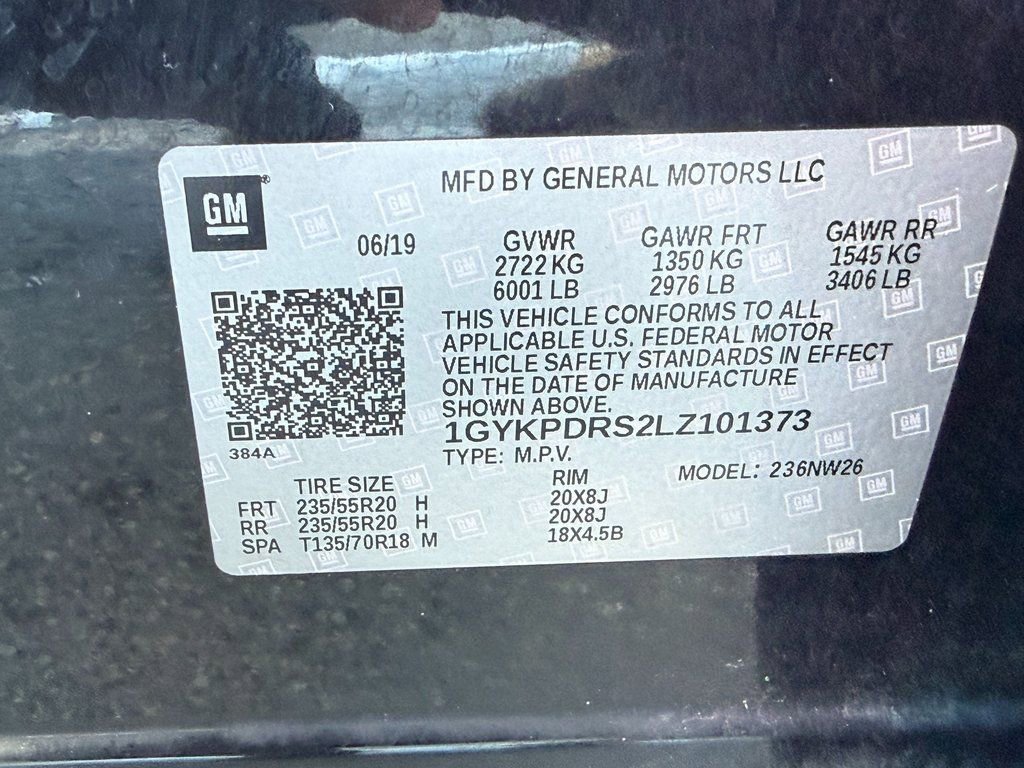 GM
MFD BY GENERAL MOTORS LLC
06/19
GVWR GAWR FRT GAWR RR
2722 KG 1350 KG 1545 KG
6001 LB 2976 LB 3406 LB
THIS VEHICLE CONFORMS TO ALL
APPLICABLE U.S. FEDERAL MOTOR
VEHICLE SAFETY STANDARDS IN EFFECT
ON THE DATE OF MANUFACTURE
SHOWN ABOVE.
1GYKPDRS2LZ101373
384A
TYPE: M.P.V. MODEL: 236NW26
TIRE SIZE RIM
FRT 235/55R20 H 20X8J
RR 235/55R20 H 20X8J
SPA T135/70R18 M 18X4.5B